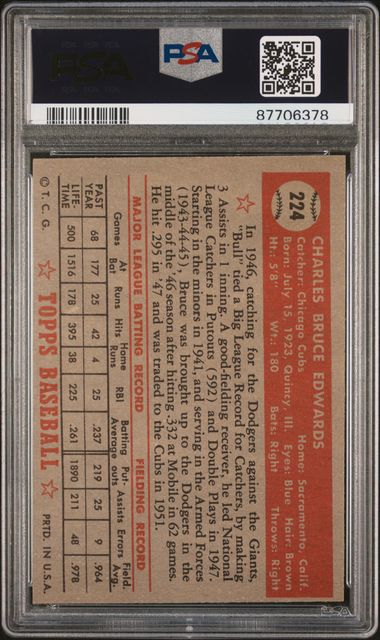 PSA
PSA
87706378
224
CHARLES BRUCE EDWARDS
Catcher: Chicago Cubs Home: Sacramento, Calif.
Born: July 15, 1923, Quincy, Ill. Eyes: Blue Hair: Brown
Ht.: 5'8" Wt.: 180 Bats: Right Throws: Right
In 1946, catching for the Dodgers against the Giants,
"Bull" tied a Big League Record for Catchers, by making
3 Assists in 1 inning. A good-fielding receiver, he led National
League Catchers in Putouts (592) and Double Plays in 1947.
Starting in the minors in 1941, and serving in the Armed Forces
(1943-44-45), Bruce was brought up to the Dodgers in the
middle of the '46 season after hitting .332 at Mobile in 62 games.
He hit .295 in '47 and was traded to the Cubs in 1951.
MAJOR LEAGUE BATTING RECORD FIELDING RECORD
Games At Bat Runs Hits Home Runs RBI Batting Average Put-outs Assists Errors Field. Avg.
PAST YEAR 68 177 25 42 4 25 .237 219 25 9 .964
LIFE-TIME 500 1516 178 395 38 225 .261 1890 211 48 .978
© T. C. G. TOPPS BASEBALL PRTD. IN U.S.A.